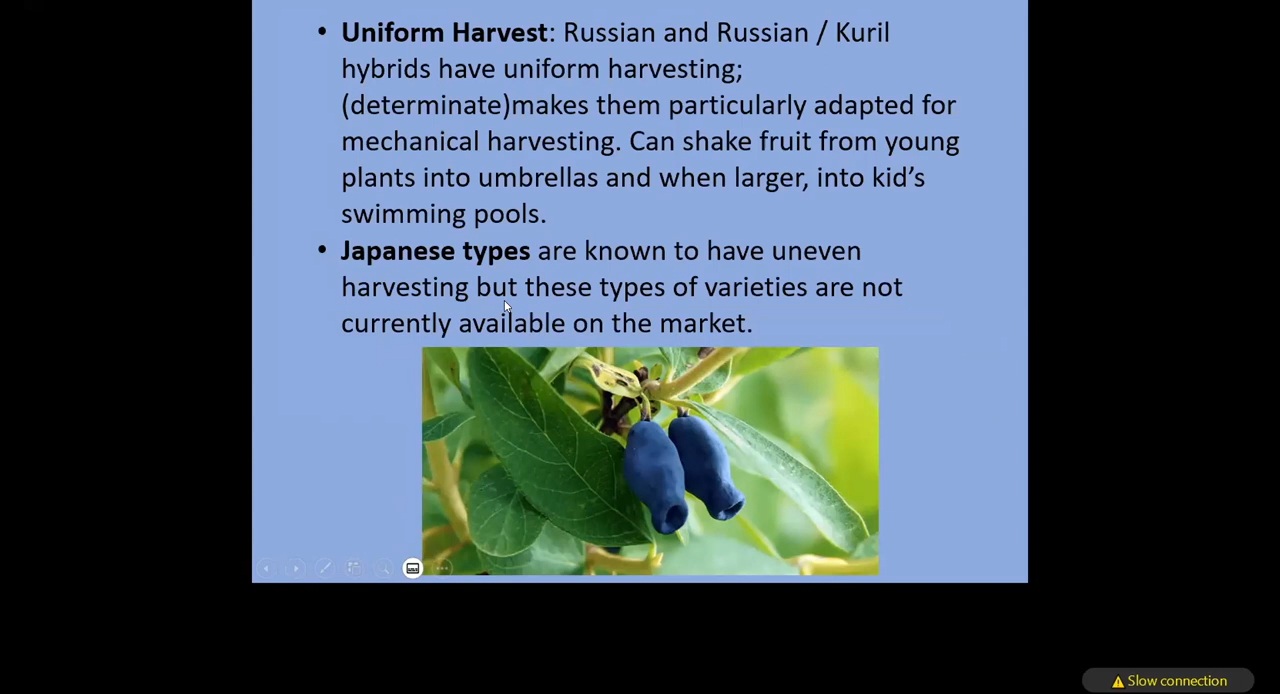 • Uniform Harvest: Russian and Russian / Kuril
hybrids have uniform harvesting;
(determinate)makes them particularly adapted for
mechanical harvesting. Can shake fruit from young
plants into umbrellas and when larger, into kid’s
swimming pools.
• Japanese types are known to have uneven
harvesting but these types of varieties are not
currently available on the market.
Slow connection